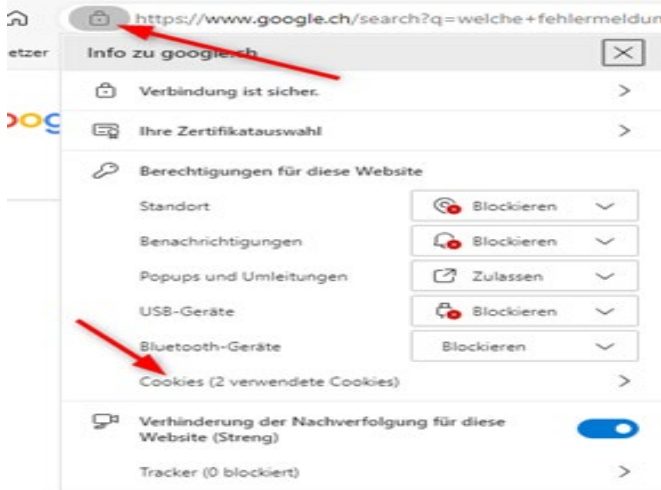 https://www.google.ch/search?q=welche+fehlermeldun
etzer
Info zu google.ch
Verbindung ist sicher.
oog
Ihre Zertifikatauswahl
Berechtigungen für diese Website
Standort Blockieren
Benachrichtigungen Blockieren
Popups und Umleitungen Zulassen
USB-Geräte Blockieren
Bluetooth-Geräte Blockieren
Cookies (2 verwendete Cookies)
Verhinderung der Nachverfolgung für diese
Website (Streng)
Tracker (0 blockiert)